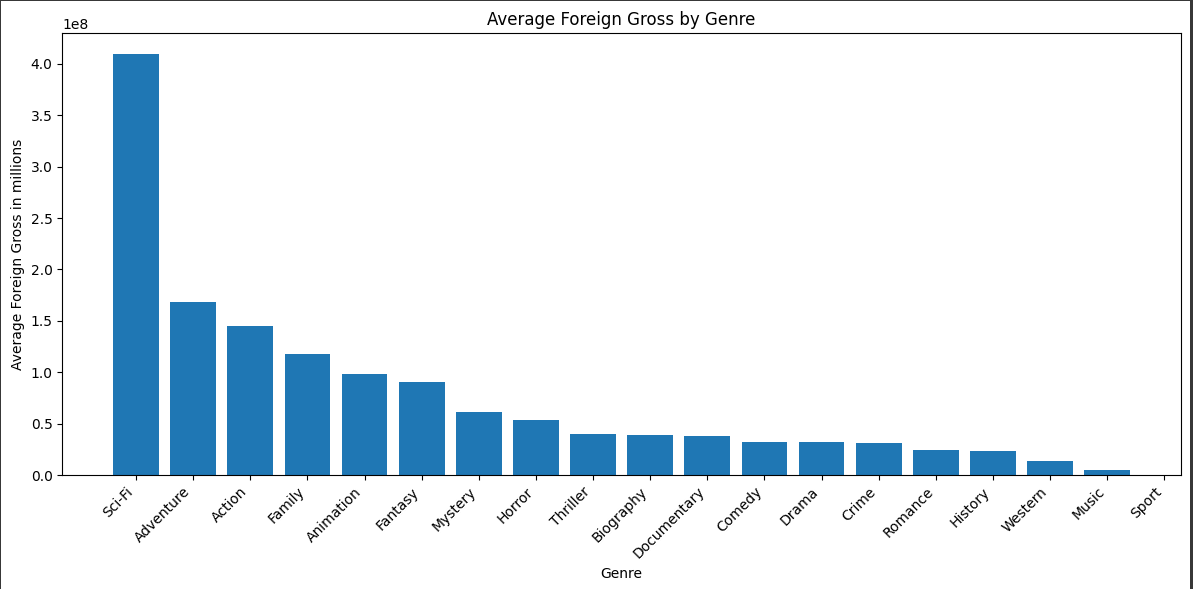 Average Foreign Gross by Genre
1e8
4.0
3.5
3.0
2.5
2.0
1.5
1.0
0.5
0.0
Average Foreign Gross in millions
Sci-Fi
Adventure
Action
Family
Animation
Fantasy
Mystery
Horror
Thriller
Biography
Documentary
Comedy
Drama
Crime
Romance
History
Western
Music
Sport
Genre